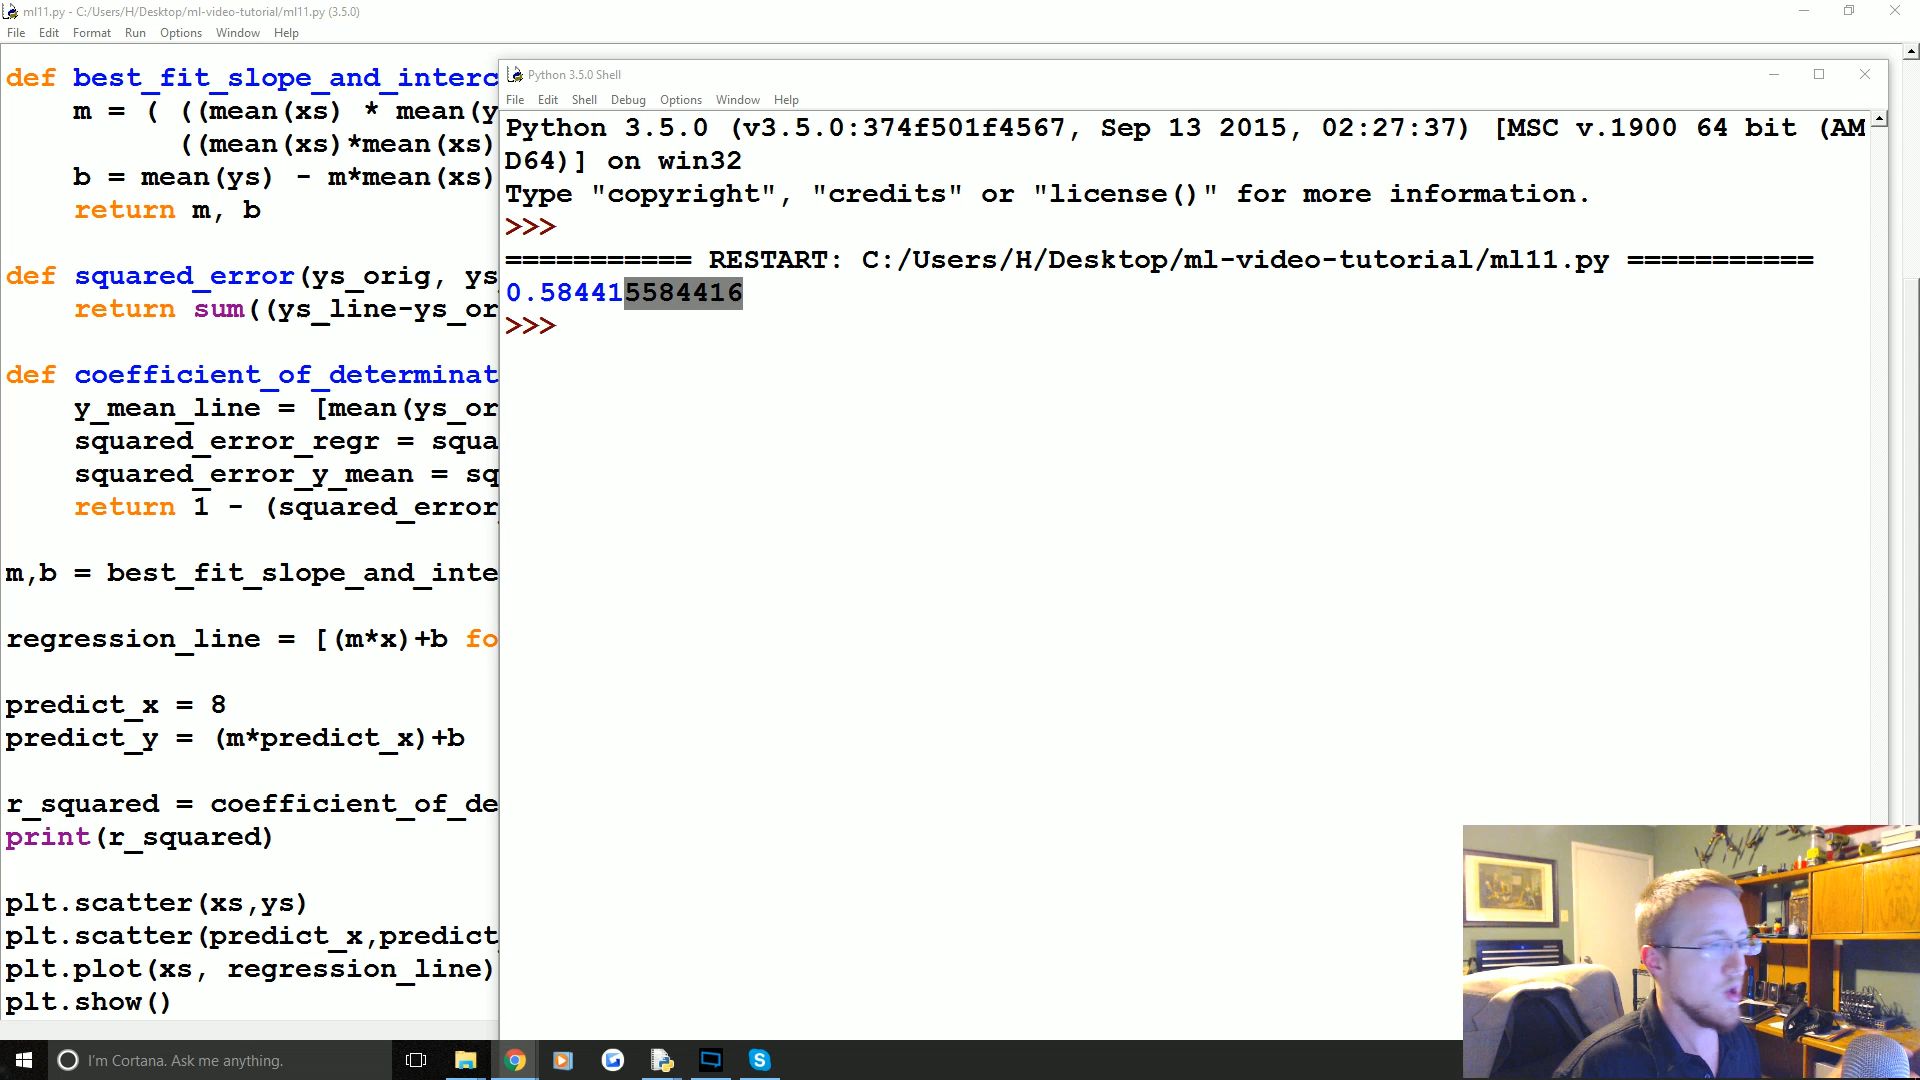 ml11.py - C:/Users/H/Desktop/ml-video-tutorial/ml11.py (3.5.0)
File Edit Format Run Options Window Help
def best_fit_slope_and_interc
m = ( ((mean(xs) * mean(y
((mean(xs)*mean(xs)
b = mean(ys) - m*mean(xs)
return m, b
def squared_error(ys_orig, ys
return sum((ys_line-ys_or
def coefficient_of_determinat
y_mean_line = [mean(ys_or
squared_error_regr = squa
squared_error_y_mean = sq
return 1 - (squared_error
m,b = best_fit_slope_and_inte
regression_line = [(m*x)+b fo
predict_x = 8
predict_y = (m*predict_x)+b
r_squared = coefficient_of_de
print(r_squared)
plt.scatter(xs,ys)
plt.scatter(predict_x,predict
plt.plot(xs, regression_line)
plt.show()
Python 3.5.0 Shell
File Edit Shell Debug Options Window Help
Python 3.5.0 (v3.5.0:374f501f4567, Sep 13 2015, 02:27:37) [MSC v.1900 64 bit (AM
D64)] on win32
Type "copyright", "credits" or "license()" for more information.
>>>
=========== RESTART: C:/Users/H/Desktop/ml-video-tutorial/ml11.py ===========
0.584415584416
>>>
I'm Cortana. Ask me anything.